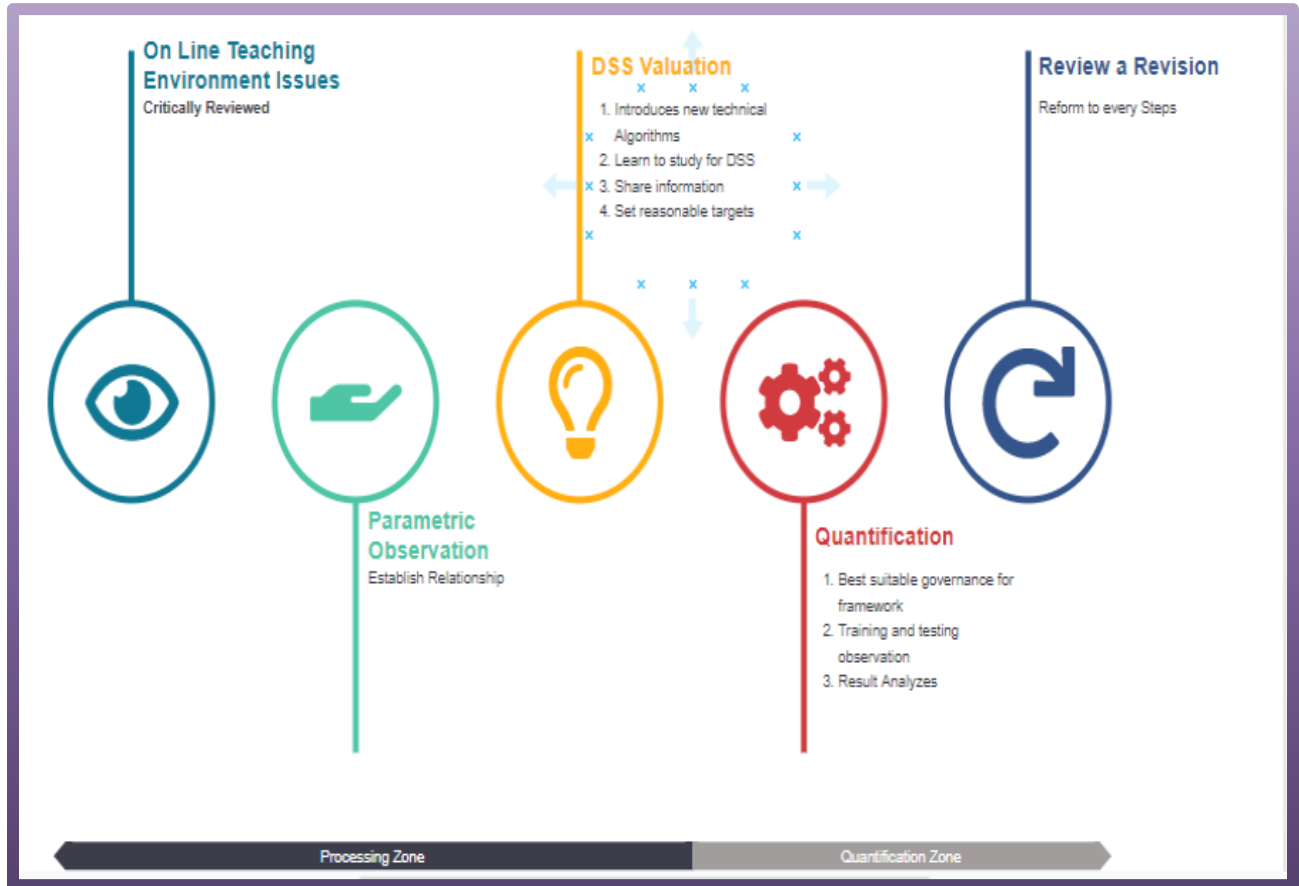 On Line Teaching
Environment Issues
Critically Reviewed
DSS Valuation
1. Introduces new technical
Algorithms
2. Learn to study for DSS
3. Share information
4. Set reasonable targets
Review a Revision
Reform to every Steps
Parametric
Observation
Establish Relationship
Quantification
1. Best suitable governance for
framework
2. Training and testing
observation
3. Result Analyzes
Processing Zone
Quantification Zone